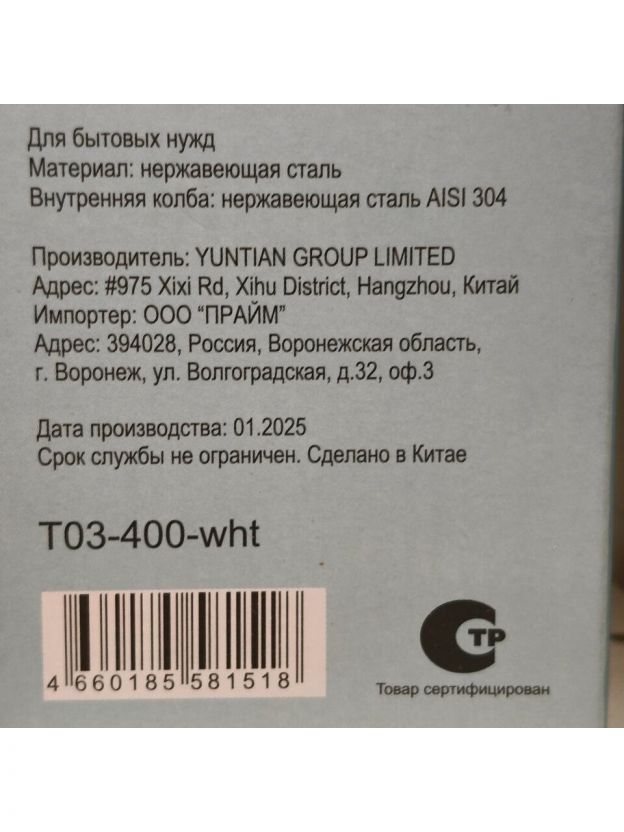 Для бытовых нужд
Материал: нержавеющая сталь
Внутренняя колба: нержавеющая сталь AISI 304
Производитель: YUNTIAN GROUP LIMITED
Адрес: #975 Xixi Rd, Xihu District, Hangzhou, Китай
Импортер: ООО “ПРАЙМ”
Адрес: 394028, Россия, Воронежская область,
г. Воронеж, ул. Волгоградская, д.32, оф.3
Дата производства: 01.2025
Срок службы не ограничен. Сделано в Китае
T03-400-wht
4 660185 581518
СТР
Товар сертифицирован